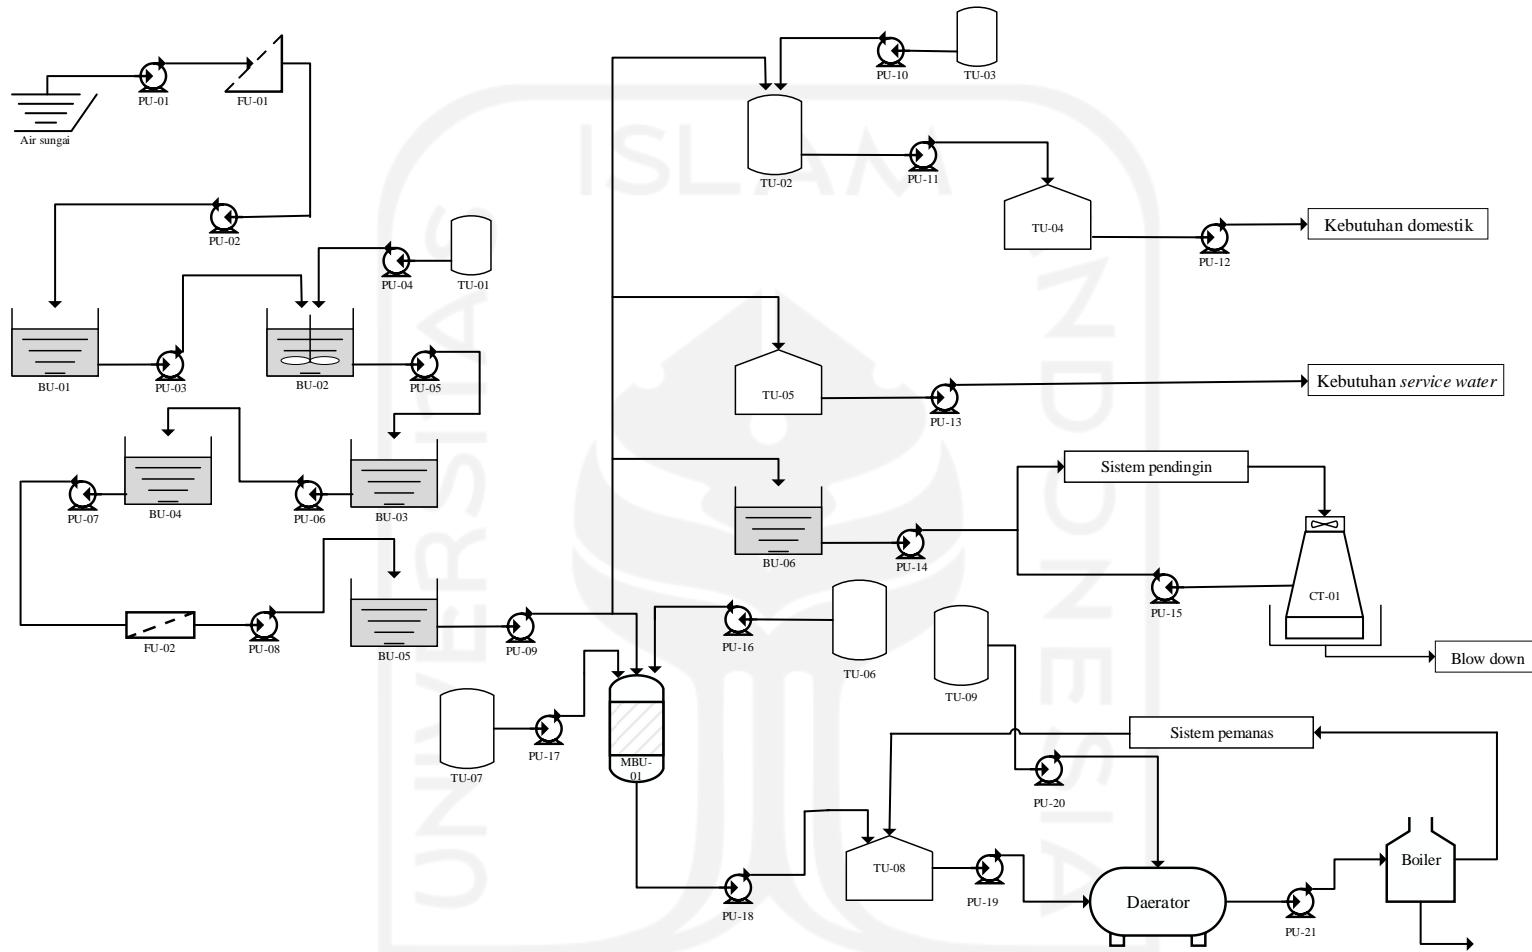 PU-10
TU-03
PU-01
FU-01
Air sungai
TU-02
PU-11
TU-04
PU-12
Kebutuhan domestik
PU-02
PU-04
TU-01
BU-01
PU-03
BU-02
PU-05
TU-05
PU-13
Kebutuhan service water
Sistem pendingin
PU-07
BU-04
PU-06
BU-03
BU-06
PU-14
PU-15
CT-01
Blow down
FU-02
PU-08
BU-05
PU-09
PU-16
TU-06
TU-09
TU-07
PU-17
MBU-
01
Sistem pemanas
PU-20
TU-08
PU-18
PU-19
Daerator
PU-21
Boiler
UNIVERSITAS
ISLAM
INDONESIA